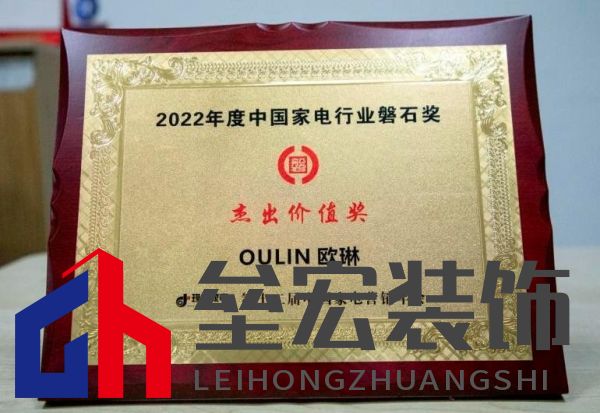 2022年度中国家电行业磐石奖
杰出价值奖
OULIN 欧琳
垒宏装饰
LEIHONGZHUANGSHI